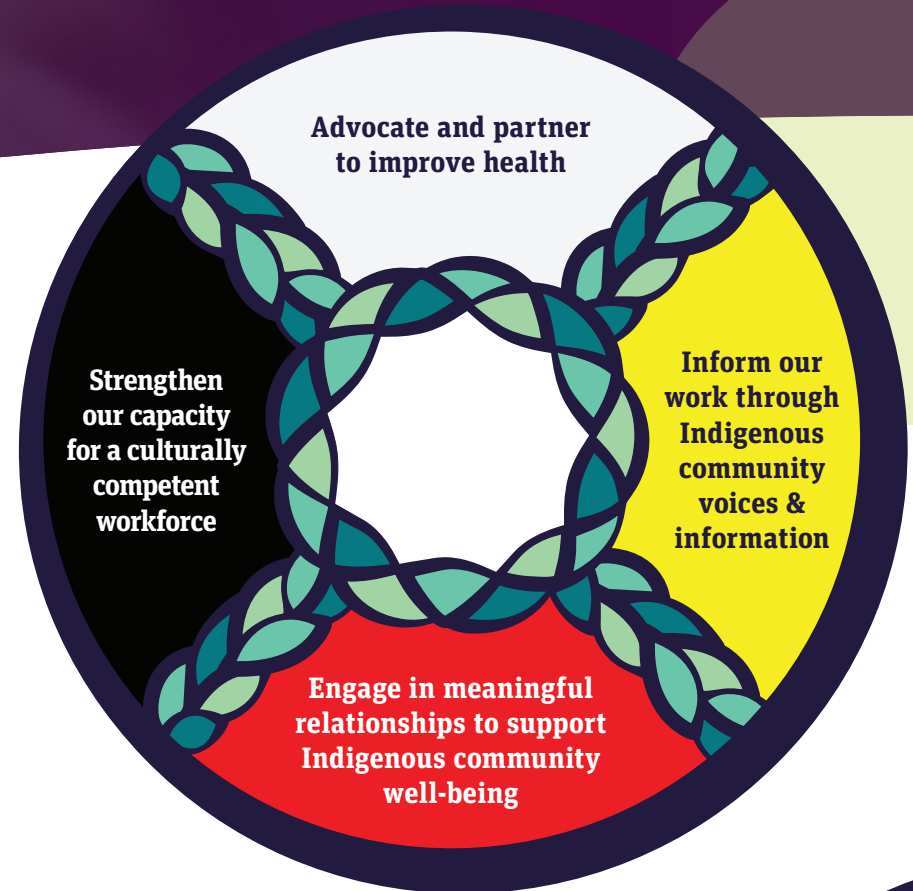 Advocate and partner
to improve health
Inform our
work through
Indigenous
community
voices &
information
Engage in meaningful
relationships to support
Indigenous community
well-being
Strengthen
our capacity
for a culturally
competent
workforce